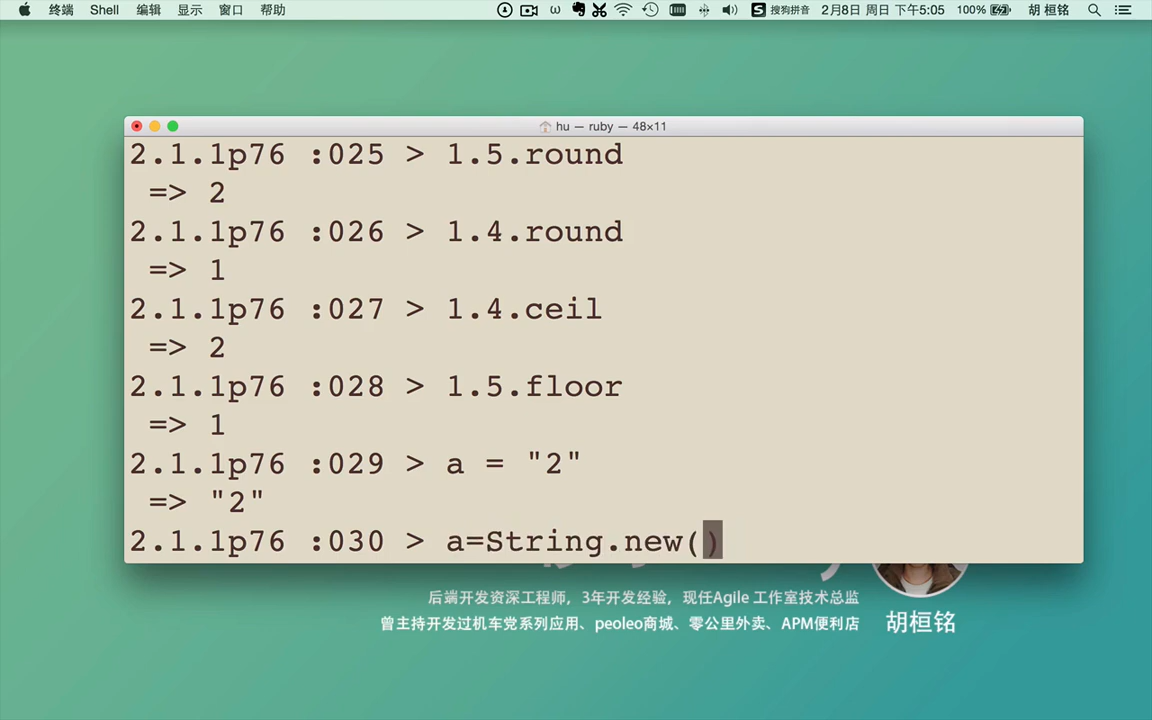 终端 Shell 编辑 显示 窗口 帮助 搜狗拼音 2月8日 周日 下午5:05 100% 胡 桓铭
hu — ruby — 48×11
2.1.1p76 :025 > 1.5.round
=> 2
2.1.1p76 :026 > 1.4.round
=> 1
2.1.1p76 :027 > 1.4.ceil
=> 2
2.1.1p76 :028 > 1.5.floor
=> 1
2.1.1p76 :029 > a = "2"
=> "2"
2.1.1p76 :030 > a=String.new()
后端开发资深工程师，3年开发经验，现任Agile 工作室技术总监
曾主持开发过机车党系列应用、peoleo商城、零公里外卖、APM便利店
胡桓铭